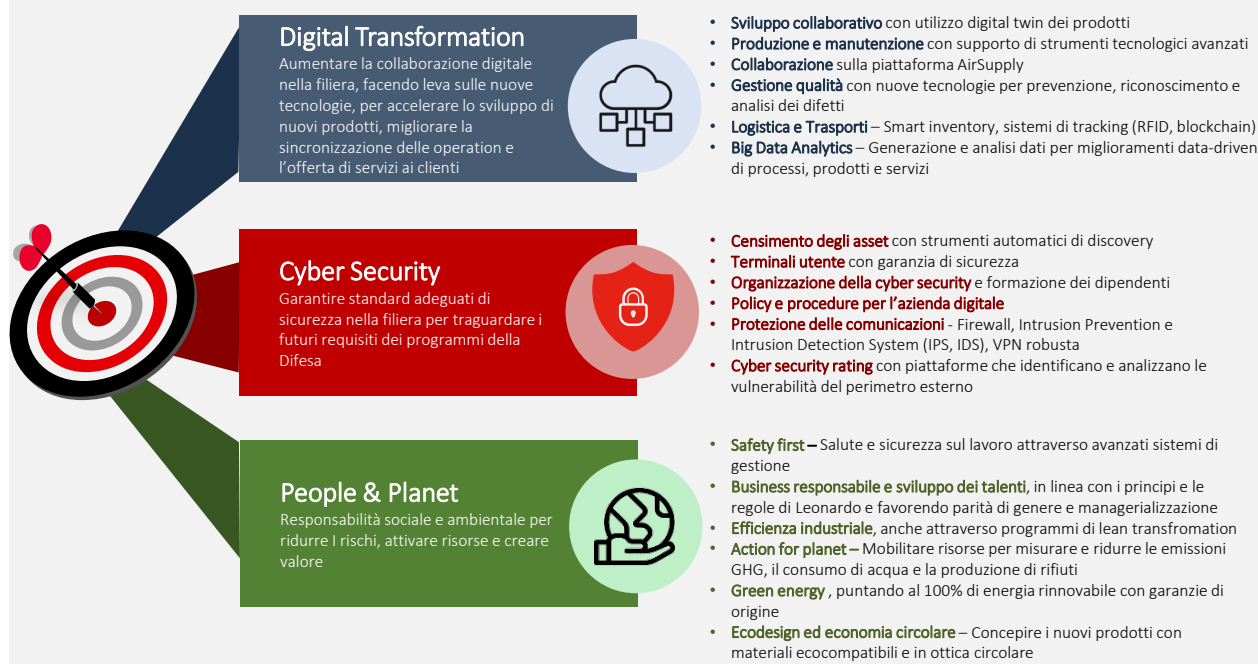 Digital Transformation
Aumentare la collaborazione digitale
nella filiera, facendo leva sulle nuove
tecnologie, per accelerare lo sviluppo di
nuovi prodotti, migliorare la
sincronizzazione delle operation e
l’offerta di servizi ai clienti
• Sviluppo collaborativo con utilizzo digital twin dei prodotti
• Produzione e manutenzione con supporto di strumenti tecnologici avanzati
• Collaborazione sulla piattaforma AirSupply
• Gestione qualità con nuove tecnologie per prevenzione, riconoscimento e
analisi dei difetti
• Logistica e Trasporti – Smart inventory, sistemi di tracking (RFID, blockchain)
• Big Data Analytics – Generazione e analisi dati per miglioramenti data-driven
di processi, prodotti e servizi
Cyber Security
Garantire standard adeguati di
sicurezza nella filiera per traguardare i
futuri requisiti dei programmi della
Difesa
• Censimento degli asset con strumenti automatici di discovery
• Terminali utente con garanzia di sicurezza
• Organizzazione della cyber security e formazione dei dipendenti
• Policy e procedure per l’azienda digitale
• Protezione delle comunicazioni - Firewall, Intrusion Prevention e
Intrusion Detection System (IPS, IDS), VPN robusta
• Cyber security rating con piattaforme che identificano e analizzano le
vulnerabilità del perimetro esterno
People & Planet
Responsabilità sociale e ambientale per
ridurre I rischi, attivare risorse e creare
valore
• Safety first – Salute e sicurezza sul lavoro attraverso avanzati sistemi di
gestione
• Business responsabile e sviluppo dei talenti, in linea con i principi e le
regole di Leonardo e favorendo parità di genere e managerializzazione
• Efficienza industriale, anche attraverso programmi di lean transfromation
• Action for planet – Mobilitare risorse per misurare e ridurre le emissioni
GHG, il consumo di acqua e la produzione di rifiuti
• Green energy , puntando al 100% di energia rinnovabile con garanzie di
origine
• Ecodesign ed economia circolare – Concepire i nuovi prodotti con
materiali ecocompatibili e in ottica circolare